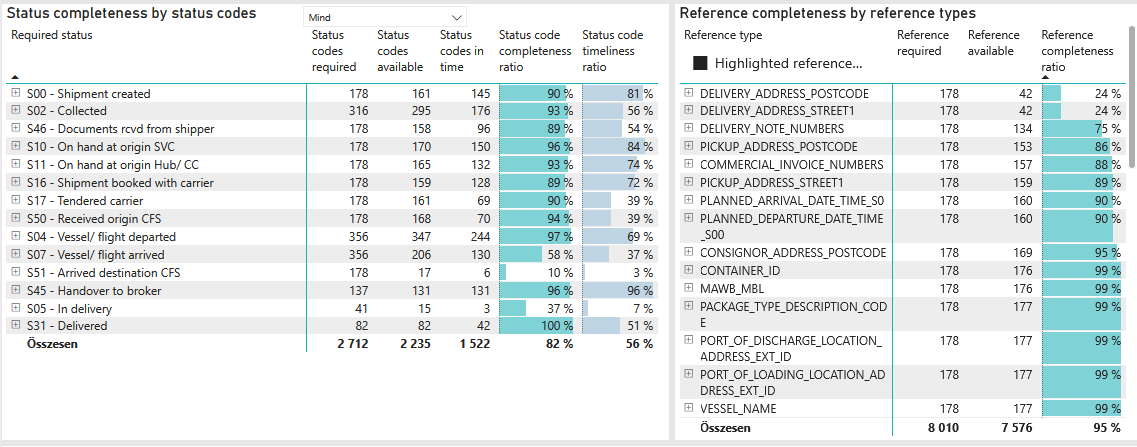 Status completeness by status codes
Mind
Required status
Status codes required
Status codes available
Status codes in time
Status code completeness ratio
Status code timeliness ratio
S00 - Shipment created 178 161 145 90 % 81 %
S02 - Collected 316 295 176 93 % 56 %
S46 - Documents rcvd from shipper 178 158 96 89 % 54 %
S10 - On hand at origin SVC 178 170 150 96 % 84 %
S11 - On hand at origin Hub/ CC 178 165 132 93 % 74 %
S16 - Shipment booked with carrier 178 159 128 89 % 72 %
S17 - Tendered carrier 178 161 69 90 % 39 %
S50 - Received origin CFS 178 168 70 94 % 39 %
S04 - Vessel/ flight departed 356 347 244 97 % 69 %
S07 - Vessel/ flight arrived 356 206 130 58 % 37 %
S51 - Arrived destination CFS 178 17 6 10 % 3 %
S45 - Handover to broker 137 131 131 96 % 96 %
S05 - In delivery 41 15 3 37 % 7 %
S31 - Delivered 82 82 42 100 % 51 %
Összesen 2 712 2 235 1 522 82 % 56 %
Reference completeness by reference types
Reference type
Reference required
Reference available
Reference completeness ratio
Highlighted reference...
DELIVERY_ADDRESS_POSTCODE 178 42 24 %
DELIVERY_ADDRESS_STREET1 178 42 24 %
DELIVERY_NOTE_NUMBERS 178 134 75 %
PICKUP_ADDRESS_POSTCODE 178 153 86 %
COMMERCIAL_INVOICE_NUMBERS 178 157 88 %
PICKUP_ADDRESS_STREET1 178 159 89 %
PLANNED_ARRIVAL_DATE_TIME_S0 178 160 90 %
PLANNED_DEPARTURE_DATE_TIME 178 160 90 %
_S00
CONSIGNOR_ADDRESS_POSTCODE 178 169 95 %
CONTAINER_ID 178 176 99 %
MAWB_MBL 178 176 99 %
PACKAGE_TYPE_DESCRIPTION_COD 178 177 99 %
E
PORT_OF_DISCHARGE_LOCATION_ 178 177 99 %
ADDRESS_EXT_ID
PORT_OF_LOADING_LOCATION_AD 178 177 99 %
DRESS_EXT_ID
VESSEL_NAME 178 177 99 %
Összesen 8 010 7 576 95 %